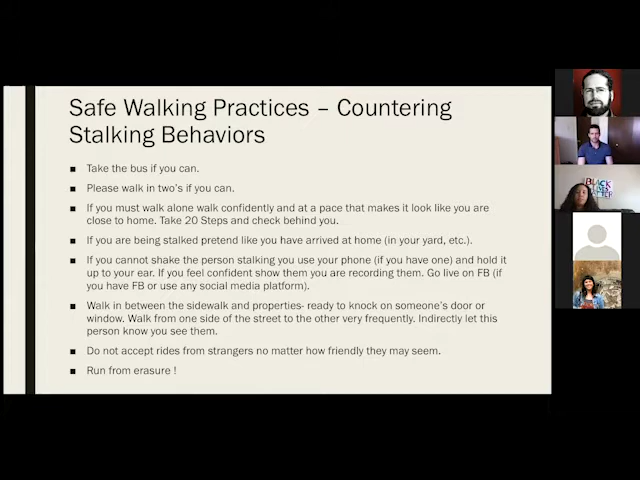 Safe Walking Practices – Countering
Stalking Behaviors
■ Take the bus if you can.
■ Please walk in two's if you can.
■ If you must walk alone walk confidently and at a pace that makes it look like you are
close to home. Take 20 Steps and check behind you.
■ If you are being stalked pretend like you have arrived at home (in your yard, etc.).
■ If you cannot shake the person stalking you use your phone (if you have one) and hold it
up to your ear. If you feel confident show them you are recording them. Go live on FB (if
you have FB or use any social media platform).
■ Walk in between the sidewalk and properties- ready to knock on someone's door or
window. Walk from one side of the street to the other very frequently. Indirectly let this
person know you see them.
■ Do not accept rides from strangers no matter how friendly they may seem.
■ Run from erasure !
BLACK
LIVES
MATTER